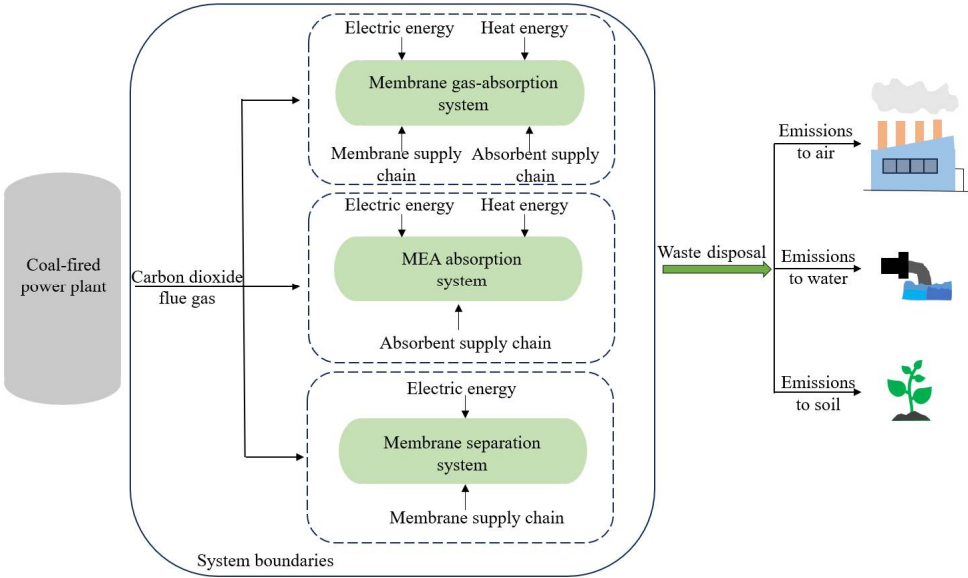 Electric energy
Heat energy
Membrane gas-absorption
system
Membrane supply
chain
Absorbent supply
chain
Coal-fired
power plant
Carbon dioxide
flue gas
Electric energy
Heat energy
MEA absorption
system
Absorbent supply chain
Electric energy
Membrane separation
system
Membrane supply chain
System boundaries
Waste disposal
Emissions
to air
Emissions
to water
Emissions
to soil